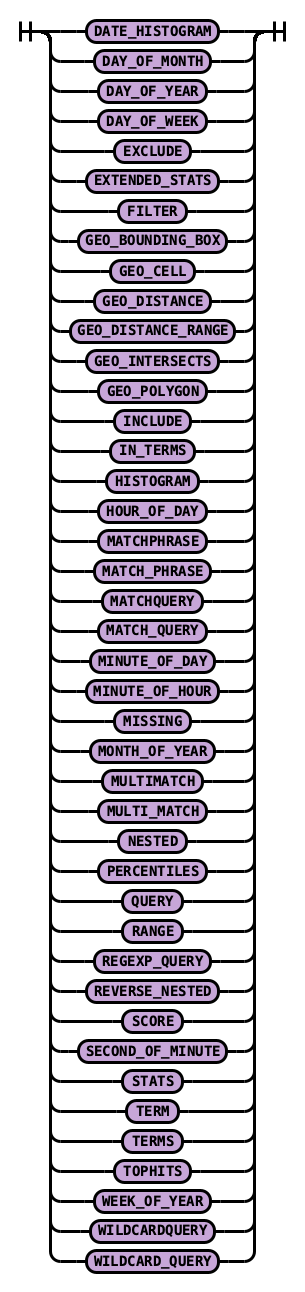 DATE_HISTOGRAM
DAY_OF_MONTH
DAY_OF_YEAR
DAY_OF_WEEK
EXCLUDE
EXTENDED_STATS
FILTER
GEO_BOUNDING_BOX
GEO_CELL
GEO_DISTANCE
GEO_DISTANCE_RANGE
GEO_INTERSECTS
GEO_POLYGON
INCLUDE
IN_TERMS
HISTOGRAM
HOUR_OF_DAY
MATCHPHRASE
MATCH_PHRASE
MATCHQUERY
MATCH_QUERY
MINUTE_OF_DAY
MINUTE_OF_HOUR
MISSING
MONTH_OF_YEAR
MULTIMATCH
MULTI_MATCH
NESTED
PERCENTILES
QUERY
RANGE
REGEXP_QUERY
REVERSE_NESTED
SCORE
SECOND_OF_MINUTE
STATS
TERM
TERMS
TOPHITS
WEEK_OF_YEAR
WILDCARDQUERY
WILDCARD_QUERY